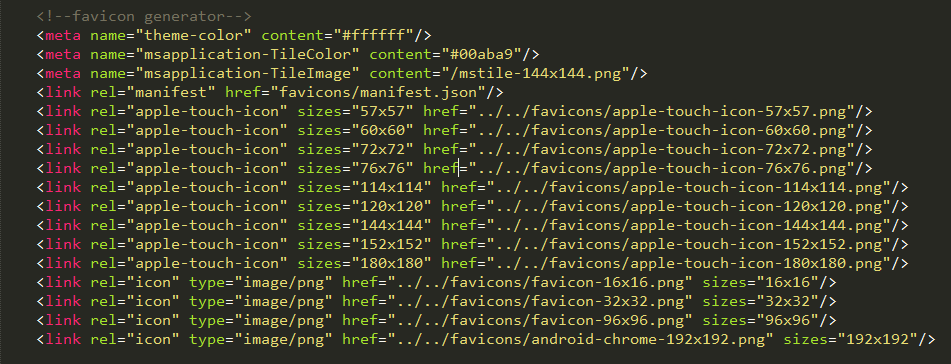 <!--favicon generator-->
<meta name="theme-color" content="#ffffff"/>
<meta name="msapplication-TileColor" content="#00aba9"/>
<meta name="msapplication-TileImage" content="/mstile-144x144.png"/>
<link rel="manifest" href="favicons/manifest.json"/>
<link rel="apple-touch-icon" sizes="57x57" href="../../favicons/apple-touch-icon-57x57.png"/>
<link rel="apple-touch-icon" sizes="60x60" href="../../favicons/apple-touch-icon-60x60.png"/>
<link rel="apple-touch-icon" sizes="72x72" href="../../favicons/apple-touch-icon-72x72.png"/>
<link rel="apple-touch-icon" sizes="76x76" href="../../favicons/apple-touch-icon-76x76.png"/>
<link rel="apple-touch-icon" sizes="114x114" href="../../favicons/apple-touch-icon-114x114.png"/>
<link rel="apple-touch-icon" sizes="120x120" href="../../favicons/apple-touch-icon-120x120.png"/>
<link rel="apple-touch-icon" sizes="144x144" href="../../favicons/apple-touch-icon-144x144.png"/>
<link rel="apple-touch-icon" sizes="152x152" href="../../favicons/apple-touch-icon-152x152.png"/>
<link rel="apple-touch-icon" sizes="180x180" href="../../favicons/apple-touch-icon-180x180.png"/>
<link rel="icon" type="image/png" href="../../favicons/favicon-16x16.png" sizes="16x16"/>
<link rel="icon" type="image/png" href="../../favicons/favicon-32x32.png" sizes="32x32"/>
<link rel="icon" type="image/png" href="../../favicons/favicon-96x96.png" sizes="96x96"/>
<link rel="icon" type="image/png" href="../../favicons/android-chrome-192x192.png" sizes="192x192"/>